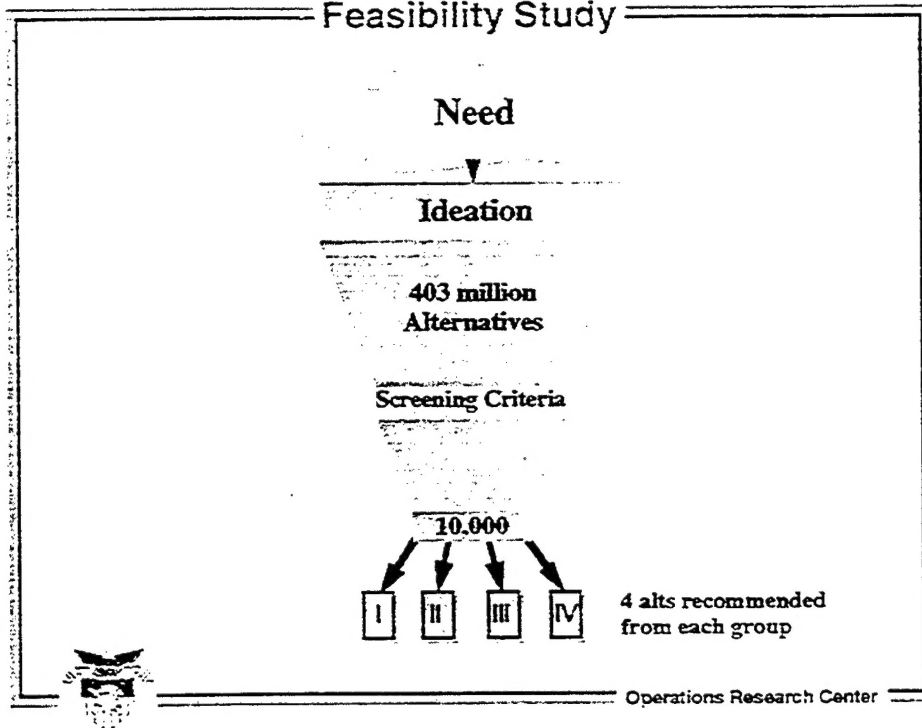 Feasibility Study
Need
Ideation
403 million
Alternatives
Screening Criteria
10,000
I II III IV
4 alts recommended
from each group
Operations Research Center